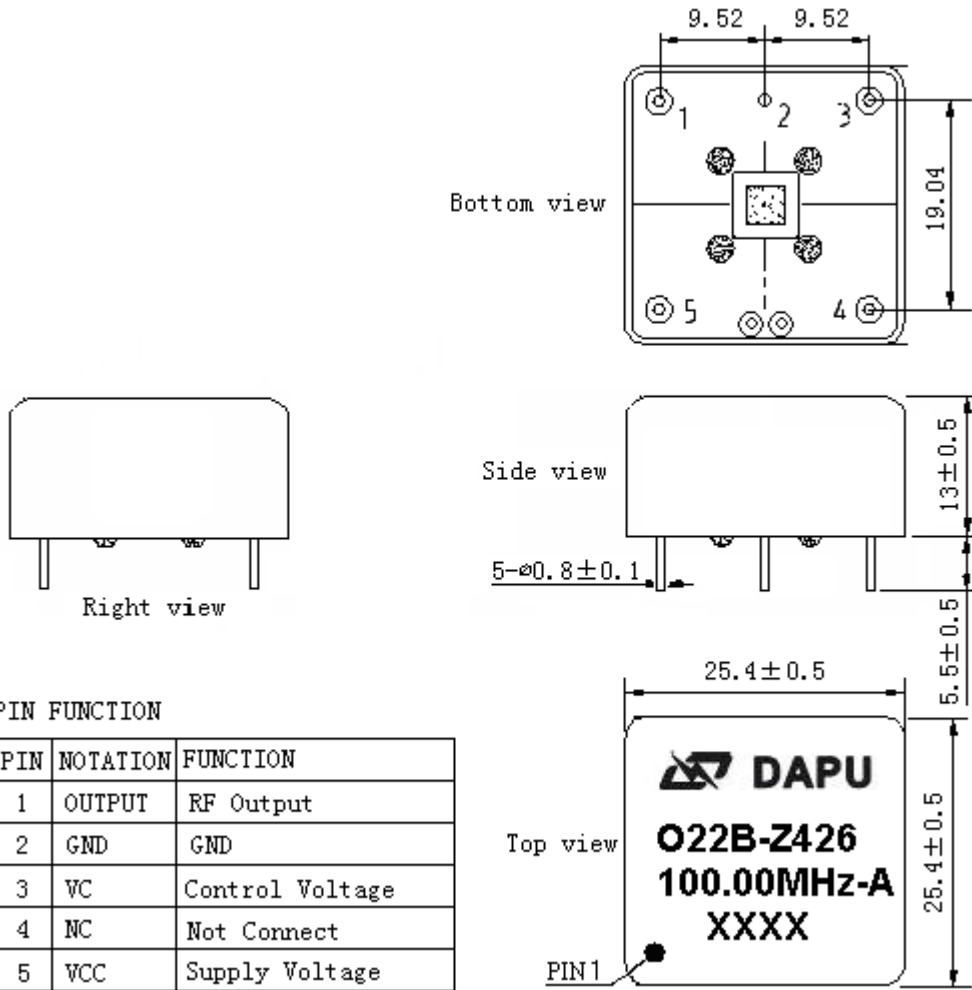 9.52 9.52
1 2 3
Bottom view
19.04
5 4
Side view
13±0.5
5-⌀0.8±0.1
Right view
5.5±0.5
25.4±0.5
PIN FUNCTION
PIN NOTATION FUNCTION
1 OUTPUT RF Output
2 GND GND
3 VC Control Voltage
4 NC Not Connect
5 VCC Supply Voltage
DAPU
Top view
O22B-Z426
100.00MHz-A
XXXX
25.4±0.5
PIN1